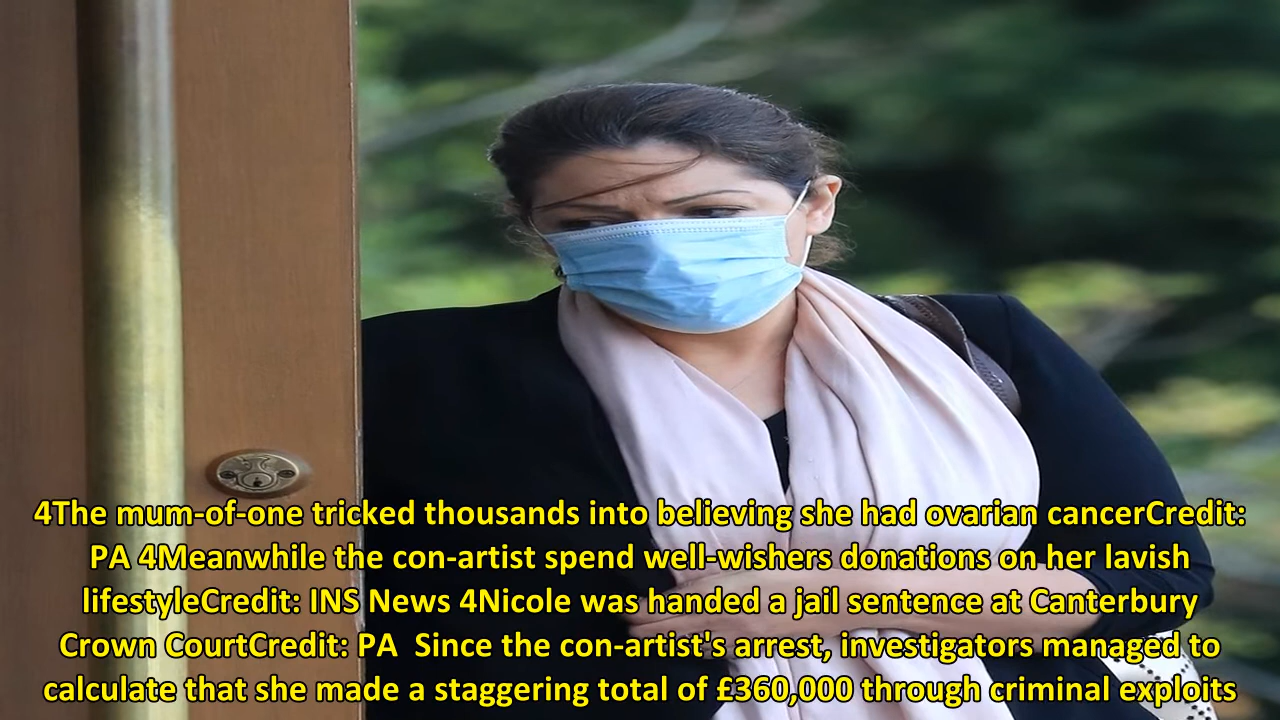 4The mum-of-one tricked thousands into believing she had ovarian cancerCredit:
PA 4Meanwhile the con-artist spend well-wishers donations on her lavish
lifestyleCredit: INS News 4Nicole was handed a jail sentence at Canterbury
Crown CourtCredit: PA  Since the con-artist's arrest, investigators managed to
calculate that she made a staggering total of £360,000 through criminal exploits